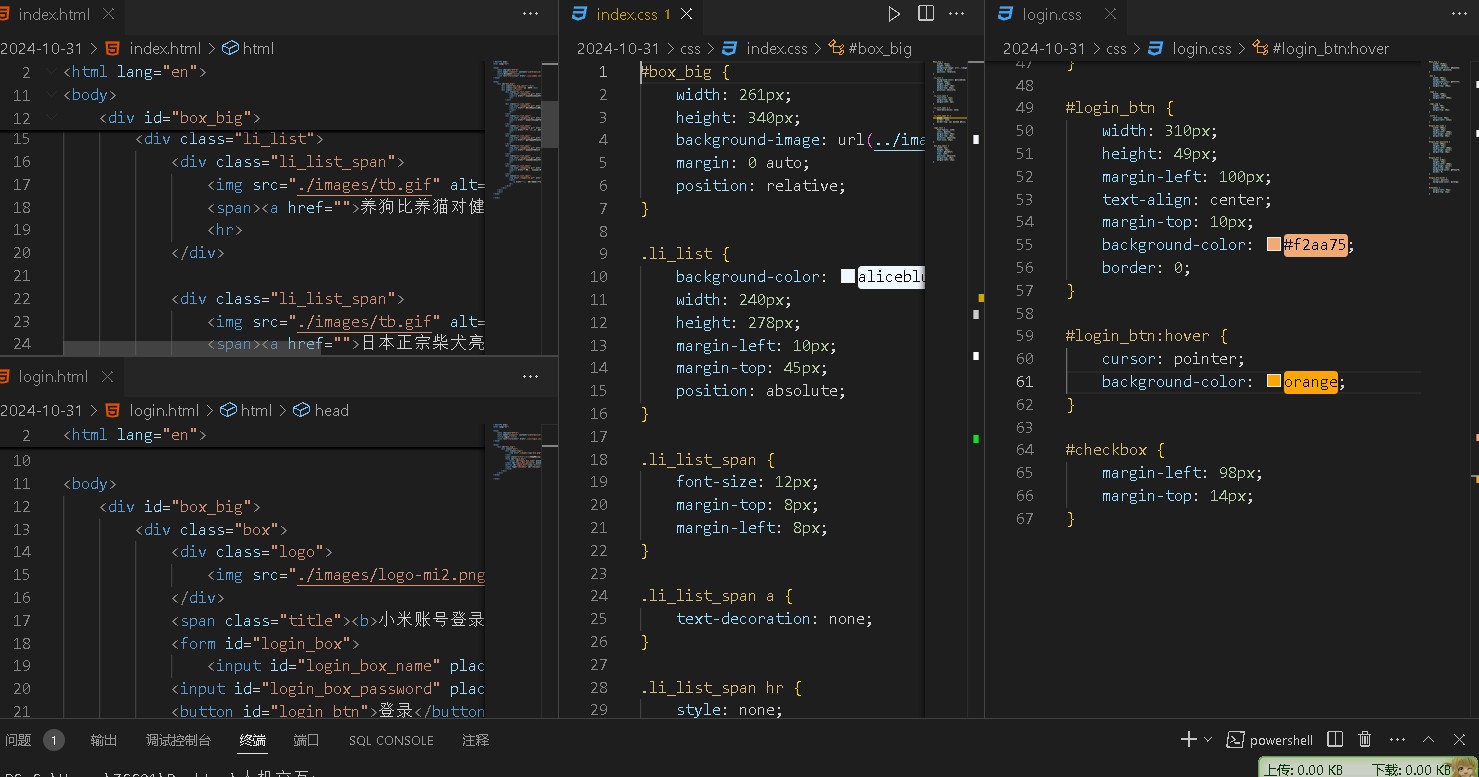 index.html
2024-10-31 > index.html > html
2 <html lang="en">
11 <body>
12 <div id="box_big">
15 <div class="li_list">
16 <div class="li_list_span">
17 <img src="./images/tb.gif" alt=
18 <span><a href="">养狗比养猫对健
19 <hr>
20 </div>
21
22 <div class="li_list_span">
23 <img src="./images/tb.gif" alt=
24 <span><a href="">日本正宗柴犬亮
login.html
2024-10-31 > login.html > html > head
2 <html lang="en">
10
11 <body>
12 <div id="box_big">
13 <div class="box">
14 <div class="logo">
15 <img src="./images/logo-mi2.png
16 </div>
17 <span class="title"><b>小米账号登录
18 <form id="login_box">
19 <input id="login_box_name" plac
20 <input id="login_box_password" plac
21 <button id="login_btn">登录</button
index.css 1
2024-10-31 > css > index.css > #box_big
1 #box_big {
2 width: 261px;
3 height: 340px;
4 background-image: url(../ima
5 margin: 0 auto;
6 position: relative;
7 }
8
9 .li_list {
10 background-color: aliceblu
11 width: 240px;
12 height: 278px;
13 margin-left: 10px;
14 margin-top: 45px;
15 position: absolute;
16 }
17
18 .li_list_span {
19 font-size: 12px;
20 margin-top: 8px;
21 margin-left: 8px;
22 }
23
24 .li_list_span a {
25 text-decoration: none;
26 }
27
28 .li_list_span hr {
29 style: none;
login.css
2024-10-31 > css > login.css > #login_btn:hover
47 }
48
49 #login_btn {
50 width: 310px;
51 height: 49px;
52 margin-left: 100px;
53 text-align: center;
54 margin-top: 10px;
55 background-color: #f2aa75;
56 border: 0;
57 }
58
59 #login_btn:hover {
60 cursor: pointer;
61 background-color: orange;
62 }
63
64 #checkbox {
65 margin-left: 98px;
66 margin-top: 14px;
67 }
问题 1 输出 调试控制台 终端 端口 SQL CONSOLE 注释 powershell
上传: 0.00 KB 下载: 0.00 KB